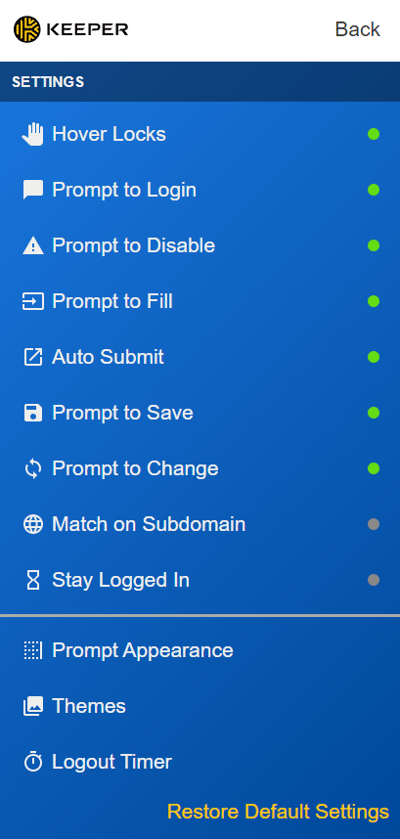 KEEPER Back
SETTINGS
Hover Locks
Prompt to Login
Prompt to Disable
Prompt to Fill
Auto Submit
Prompt to Save
Prompt to Change
Match on Subdomain
Stay Logged In
Prompt Appearance
Themes
Logout Timer
Restore Default Settings